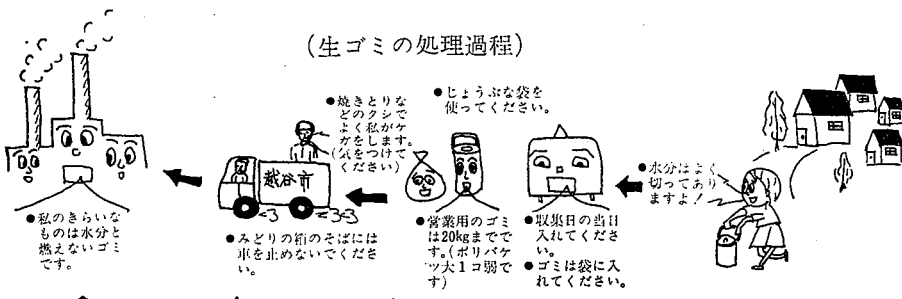 (生ゴミの処理過程)
●水分はよく
切ってあり
ますよ!
●じょうぶな袋を
使ってください。
●収集日の当日
入れてくださ
い。
●ゴミは袋に入
れてください。
●営業用のゴミ
は20kgまでで
す。(ポリバケ
ツ大1コ弱で
す)
●焼きとりな
どのクシで
よく私がケ
ガをします。
(気をつけて
ください)
越谷市
●みどりの箱のそばには
車を止めないでくださ
い。
●私のきらいな
ものは水分と
燃えないゴミ
です。